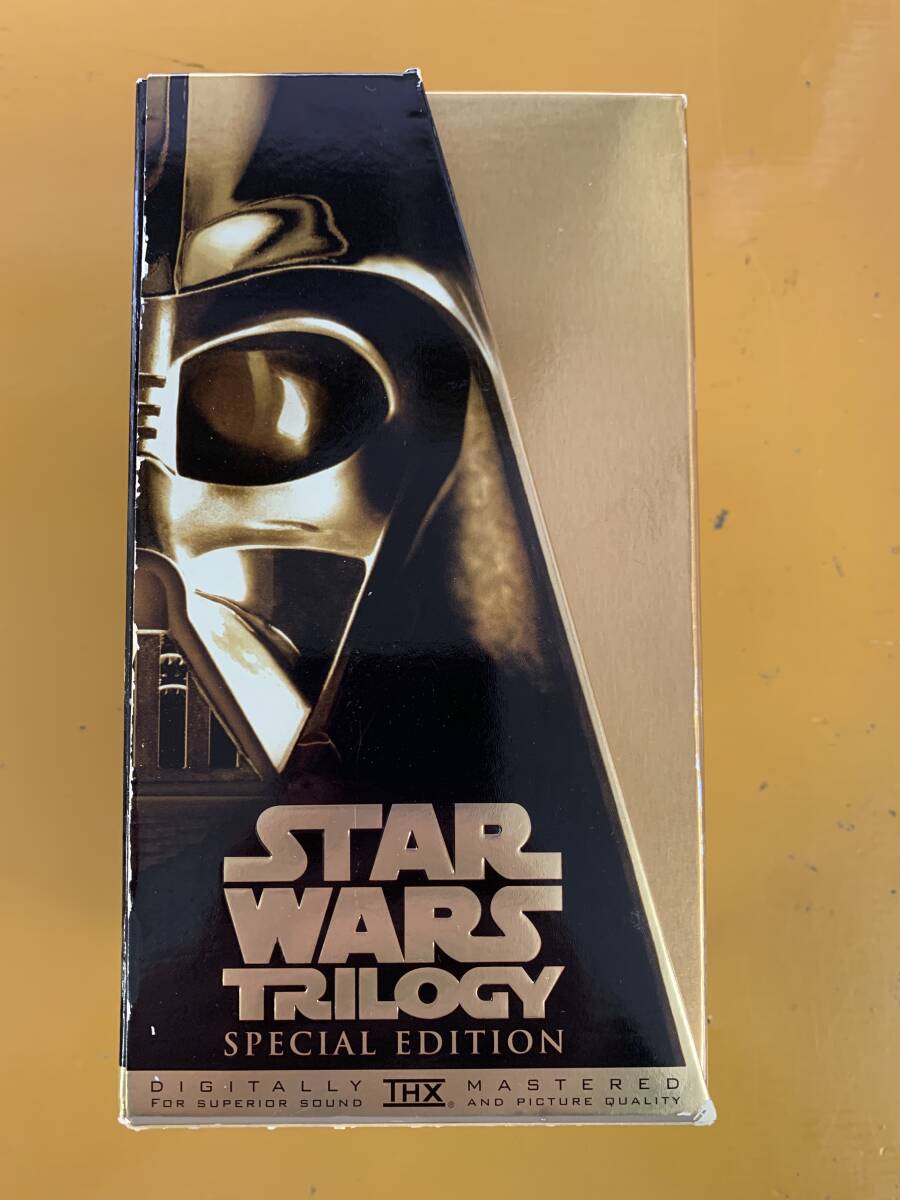 STAR
WARS
TRILOGY
SPECIAL EDITION
DIGITALLY THX MASTERED
FOR SUPERIOR SOUND ® AND PICTURE QUALITY